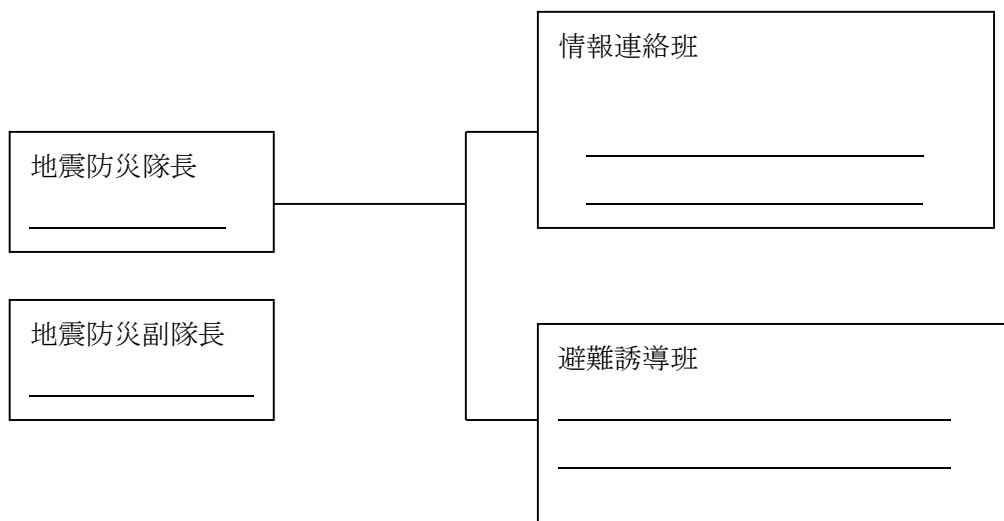 情報連絡班
地震防災隊長
地震防災副隊長
避難誘導班